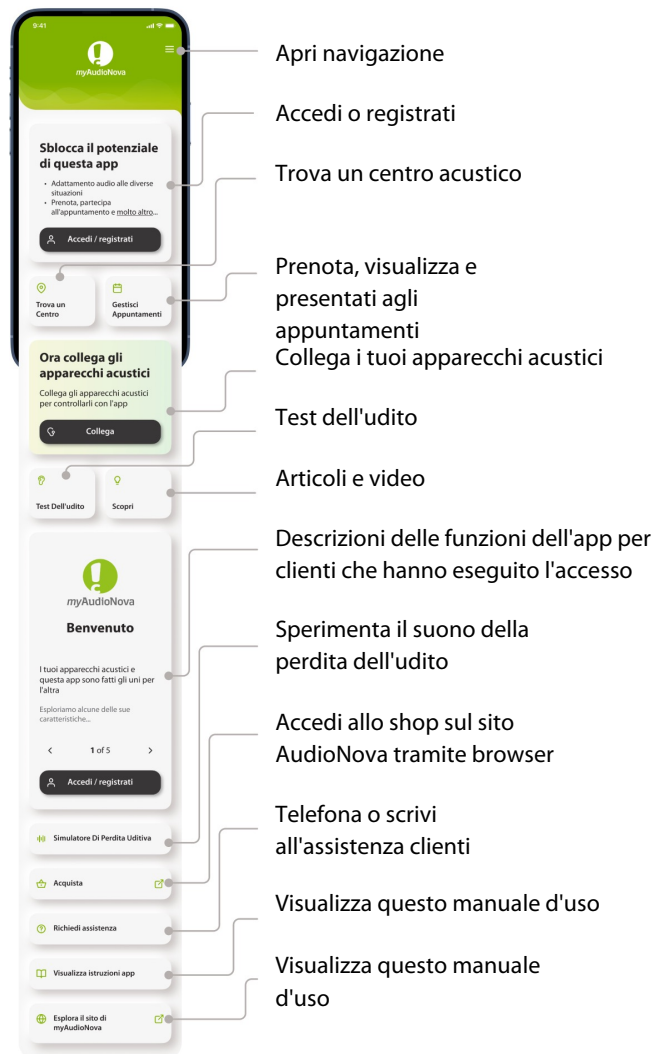 9:41
myAudioNova
Sblocca il potenziale
di questa app
• Adattamento audio alle diverse
situazioni
• Prenota, partecipa
all'appuntamento e molto altro...
Accedi / registrati
Trova un
Centro
Gestisci
Appuntamenti
Ora collega gli
apparecchi acustici
Collega gli apparecchi acustici
per controllarli con l'app
Collega
Test Dell'udito
Scopri
myAudioNova
Benvenuto
I tuoi apparecchi acustici e
questa app sono fatti gli uni per
l'altra
Esploriamo alcune delle sue
caratteristiche...
1 of 5
Accedi / registrati
Simulatore Di Perdita Uditiva
Acquista
Richiedi assistenza
Visualizza istruzioni app
Esplora il sito di
myAudioNova
Apri navigazione
Accedi o registrati
Trova un centro acustico
Prenota, visualizza e
presentati agli
appuntamenti
Collega i tuoi apparecchi acustici
Test dell'udito
Articoli e video
Descrizioni delle funzioni dell'app per
clienti che hanno eseguito l'accesso
Sperimenta il suono della
perdita dell'udito
Accedi allo shop sul sito
AudioNova tramite browser
Telefona o scrivi
all'assistenza clienti
Visualizza questo manuale d'uso
Visualizza questo manuale
d'uso